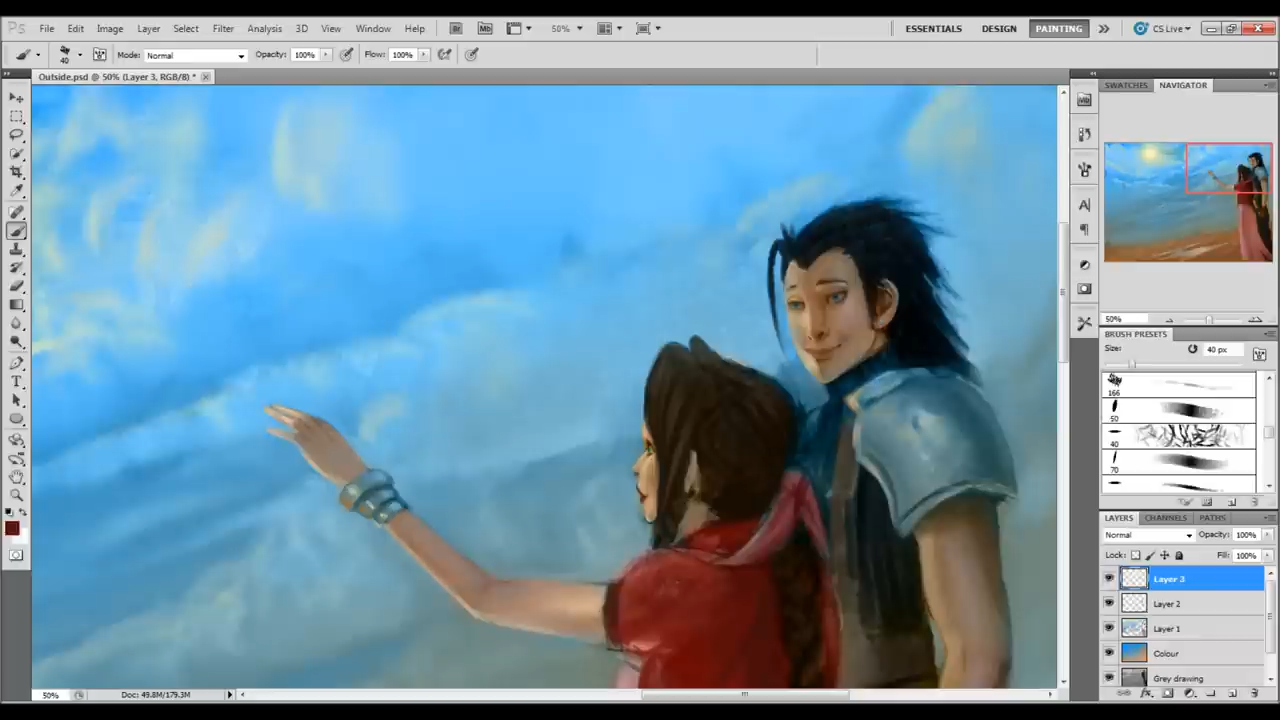 Ps File Edit Image Layer Select Filter Analysis 3D View Window Help Br Mb 50% ESSENTIALS DESIGN PAINTING CS Live
40 Mode: Normal Opacity: 100% Flow: 100%
Outside.psd @ 50% (Layer 3, RGB/8) *
SWATCHES NAVIGATOR
50%
BRUSH PRESETS
Size: 40 px
166
50
40
70
LAYERS CHANNELS PATHS
Normal Opacity: 100%
Lock: Fill: 100%
Layer 3
Layer 2
Layer 1
Colour
Grey drawing
50% Doc: 49.8M/179.3M